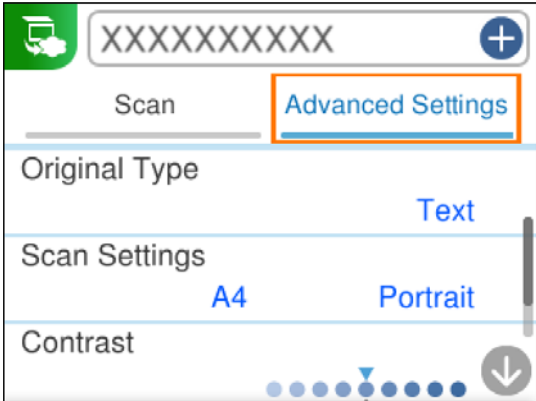 XXXXXXXXXX
Scan Advanced Settings
Original Type
Text
Scan Settings
A4 Portrait
Contrast